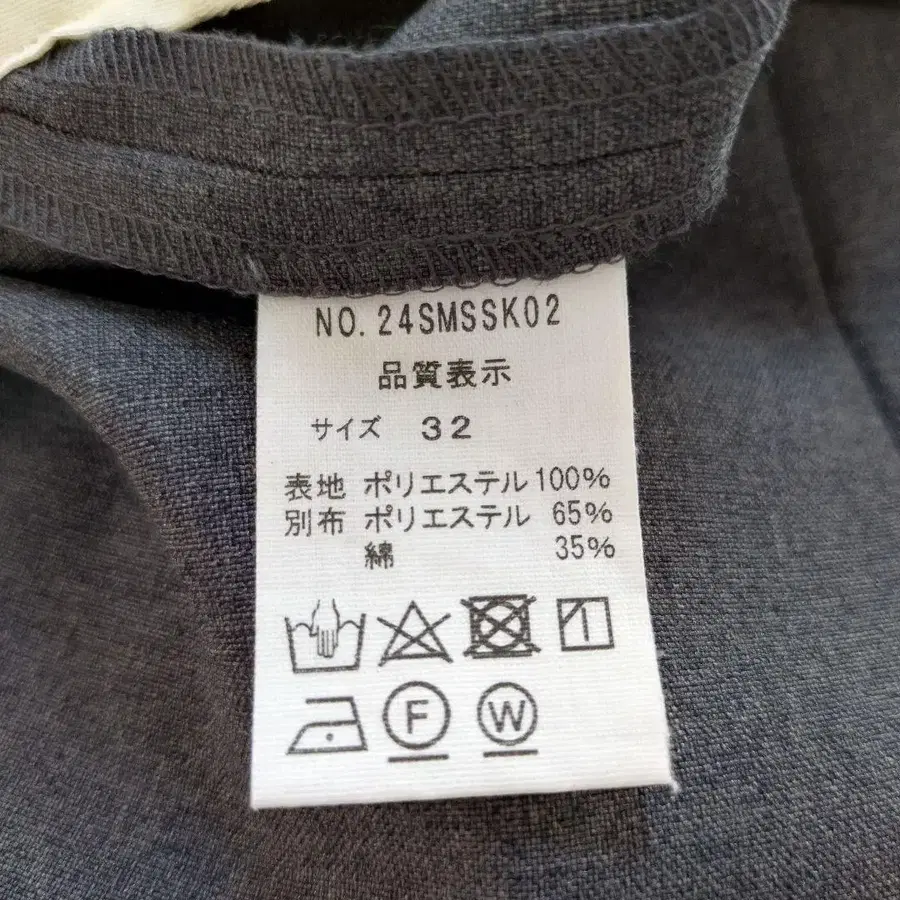 NO. 24SMSSK02
品質表示
サイズ 32
表地 ポリエステル 100%
別布 ポリエステル 65%
綿 35%
F W